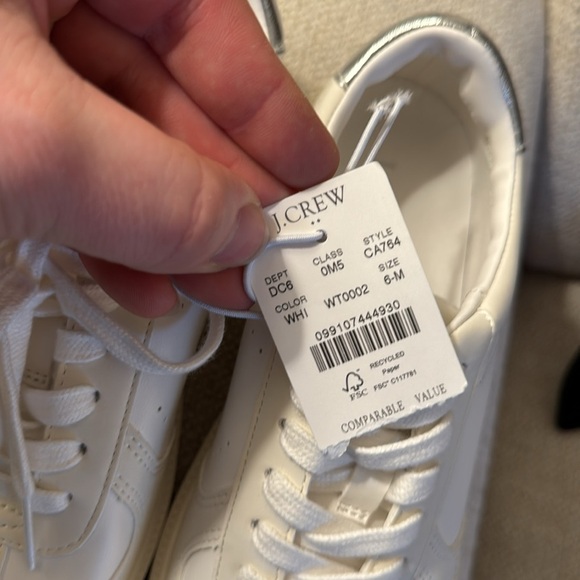 J.CREW
DEPT CLASS STYLE
DC6 0M5 CA764
COLOR SIZE
WHI WT0002 6-M
099107444930
RECYCLED
Paper
FSC FSC® C117791
COMPARABLE VALUE